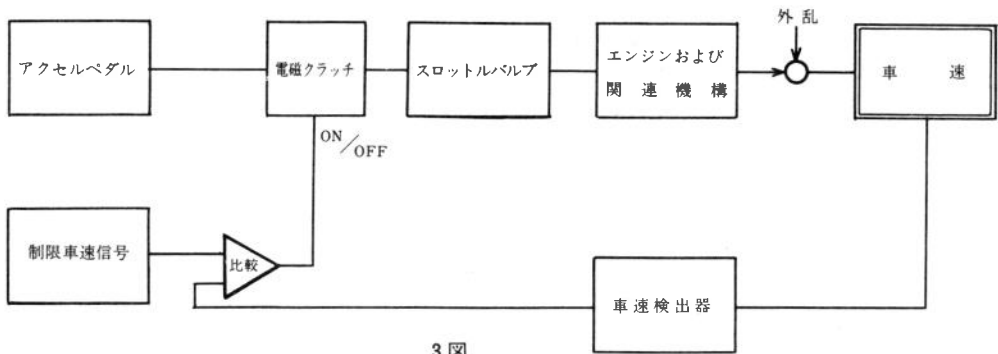 アクセルペダル
電磁クラッチ
スロットルバルブ
エンジンおよび
関連機構
外乱
車速
ON/OFF
制限車速信号
比較
車速検出器
3図